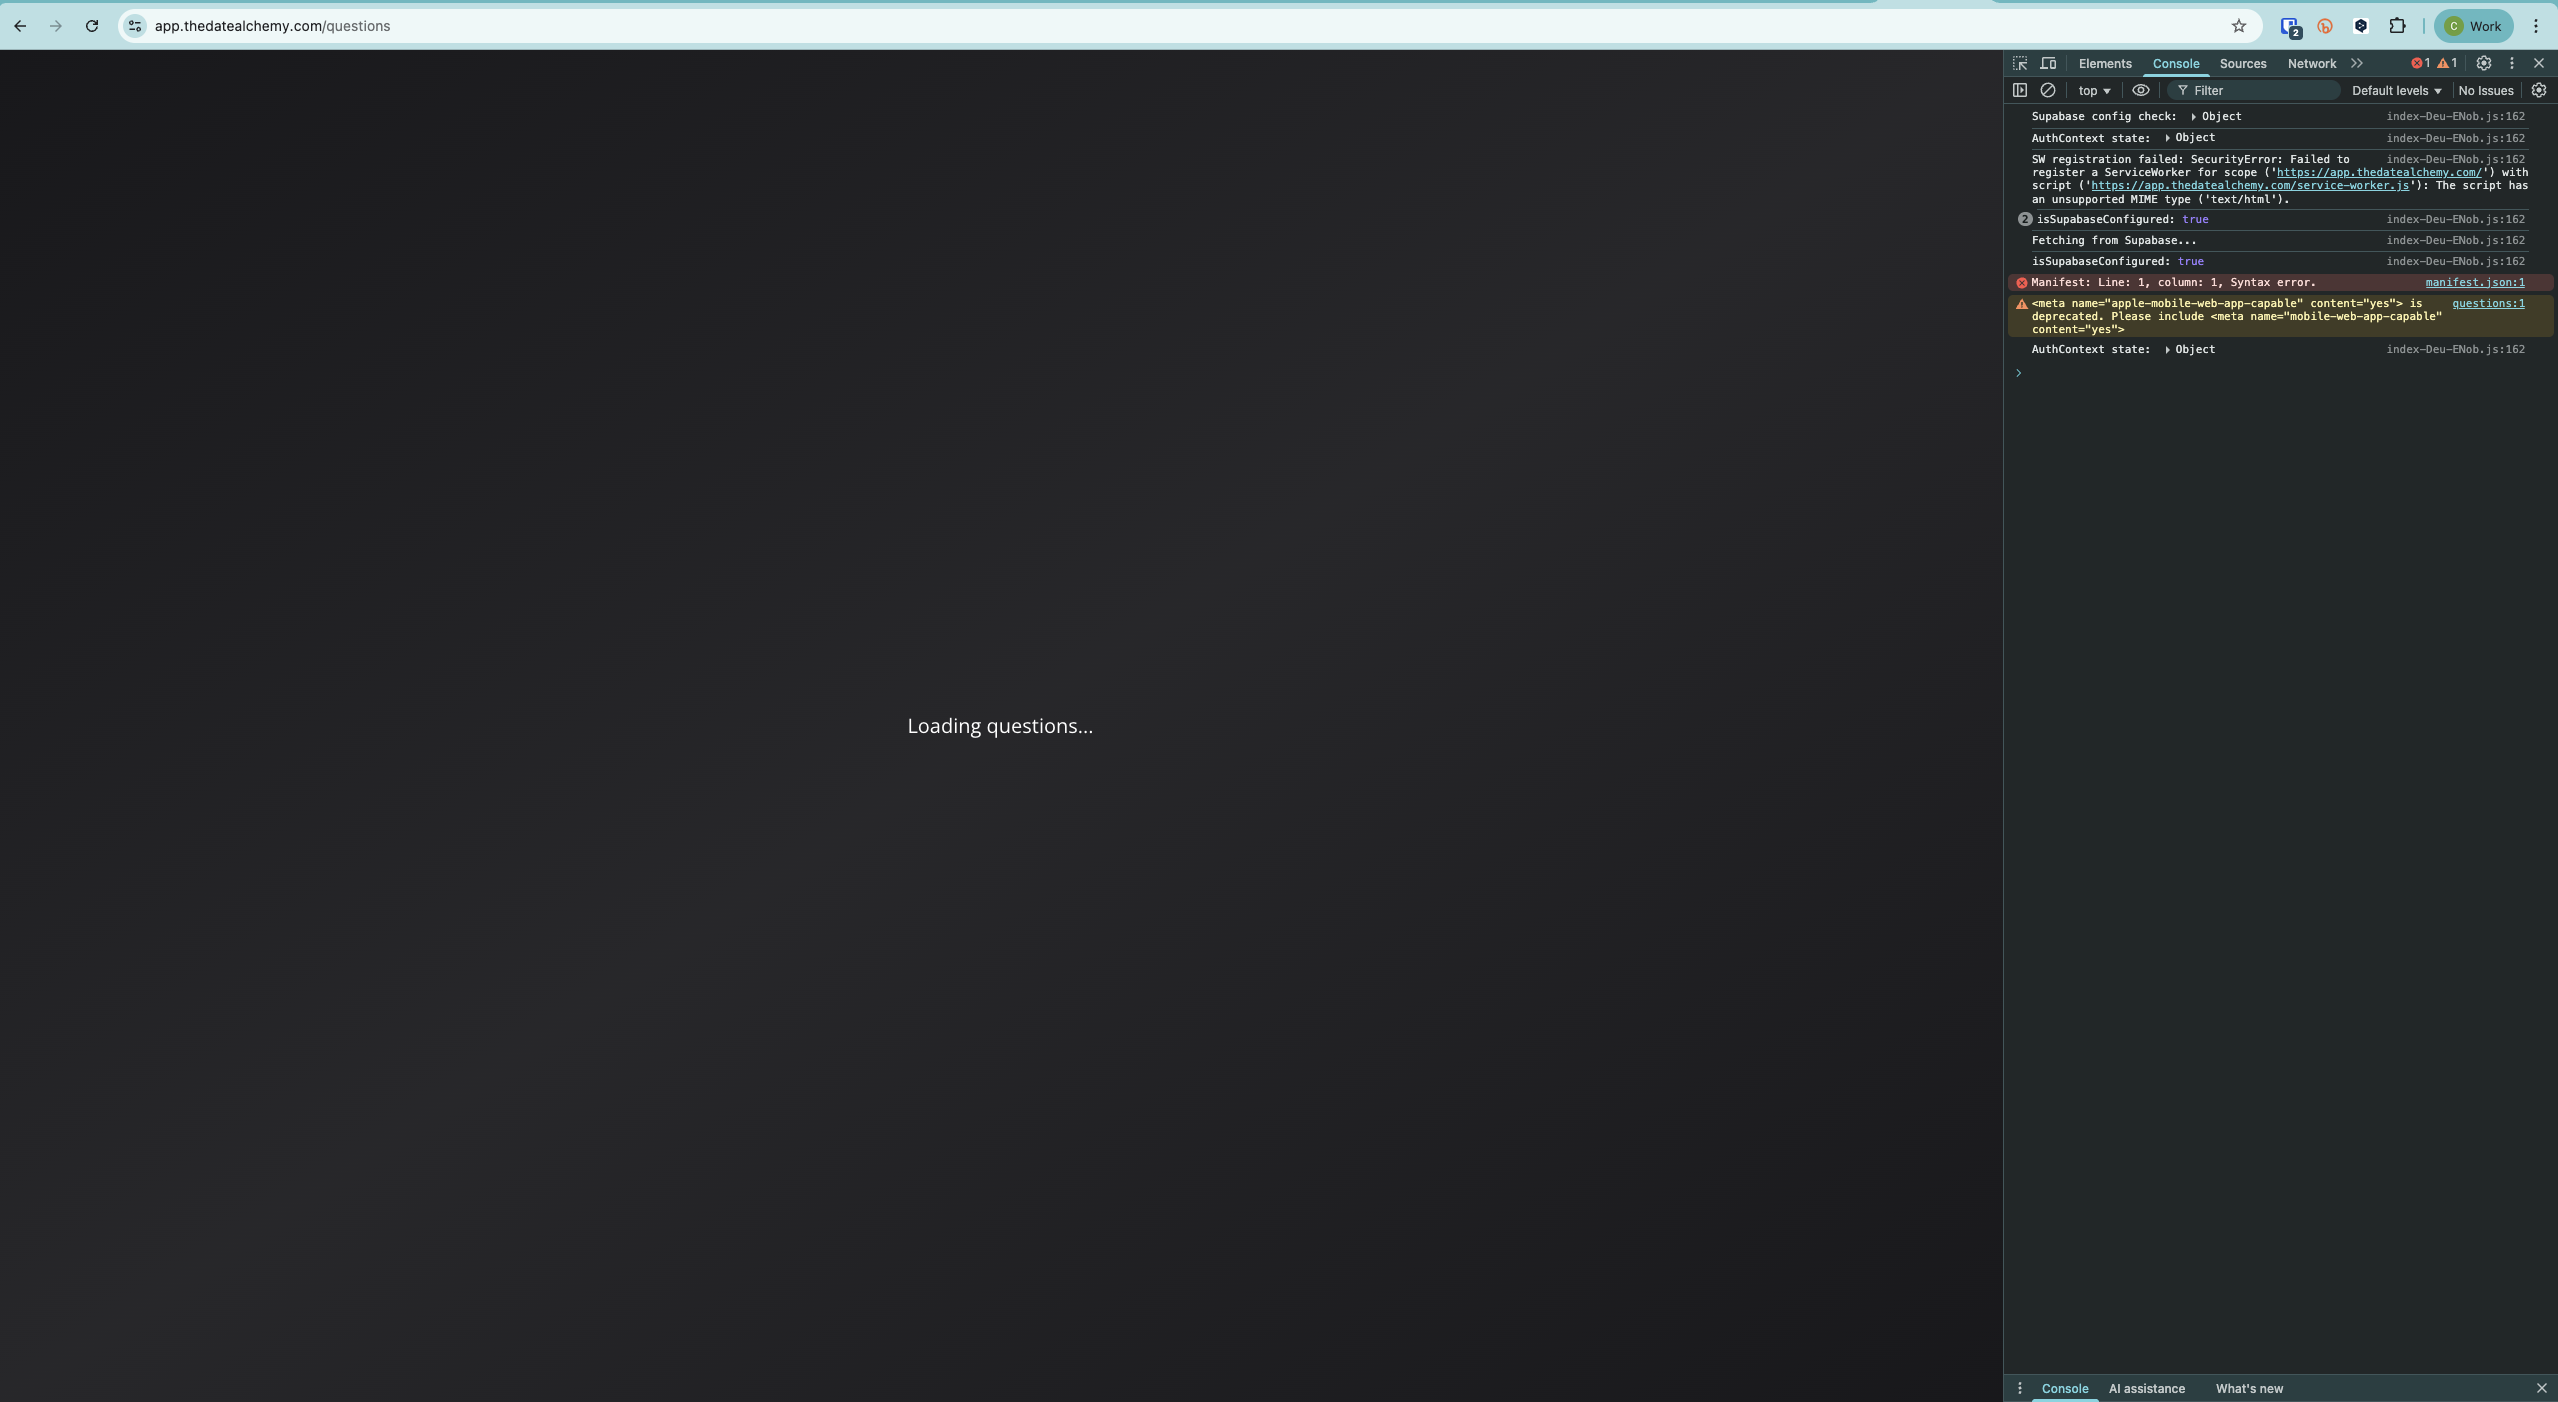 app.thedatealchemy.com/questions
2
C Work
Elements Console Sources Network 1 1
top Filter Default levels No Issues
Supabase config check: Object index-Deu-ENob.js:162
AuthContext state: Object index-Deu-ENob.js:162
SW registration failed: SecurityError: Failed to index-Deu-ENob.js:162
register a ServiceWorker for scope ('https://app.thedatealchemy.com/') with
script ('https://app.thedatealchemy.com/service-worker.js'): The script has
an unsupported MIME type ('text/html').
2 isSupabaseConfigured: true index-Deu-ENob.js:162
Fetching from Supabase... index-Deu-ENob.js:162
isSupabaseConfigured: true index-Deu-ENob.js:162
Manifest: Line: 1, column: 1, Syntax error. manifest.json:1
<meta name="apple-mobile-web-app-capable" content="yes"> is questions:1
deprecated. Please include <meta name="mobile-web-app-capable"
content="yes">
AuthContext state: Object index-Deu-ENob.js:162
Loading questions...
Console AI assistance What's new